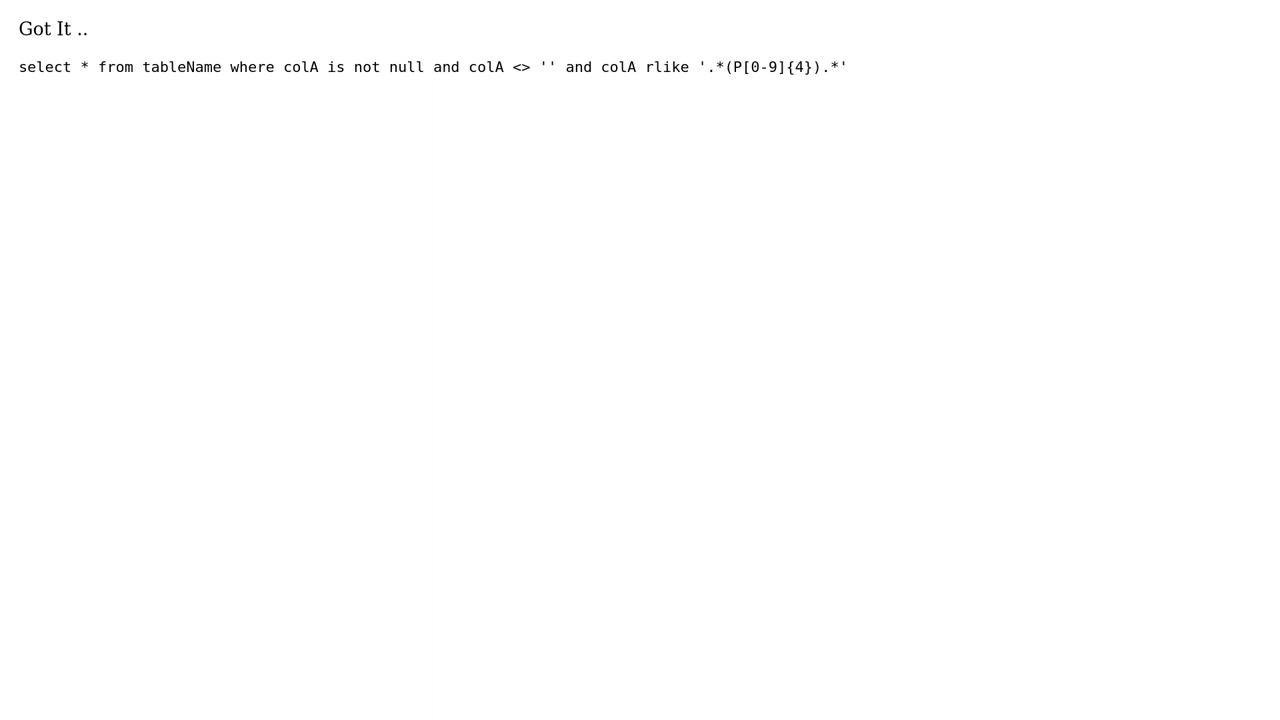 Got It ..
select * from tableName where colA is not null and colA <> '' and colA rlike '.*(P[0-9]{4}).*'